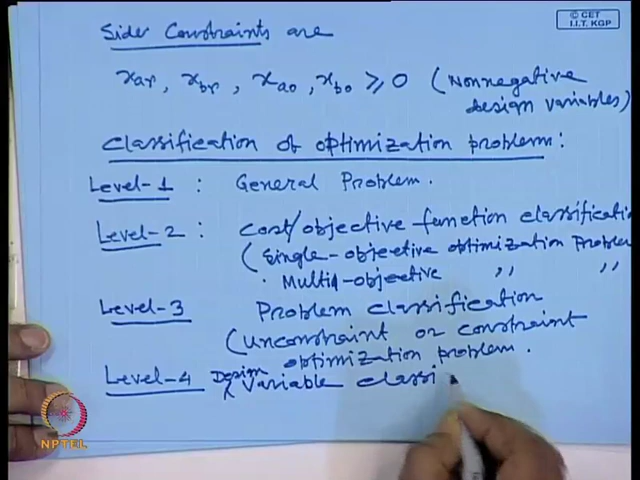 © CET
I.I.T. KGP
Side Constraints are
xar, xbr, xao, xbo ≥ 0 (Nonnegative
design variables)
Classification of optimization problem:
Level-1 : General Problem.
Level-2 : Cost/objective function classificati
(Single-objective optimization Proble
Multi-objective ,, ,,
Level-3 Problem classification
(unconstraint or constraint
optimization problem.
Level-4 Design Variable classi
NPTEL